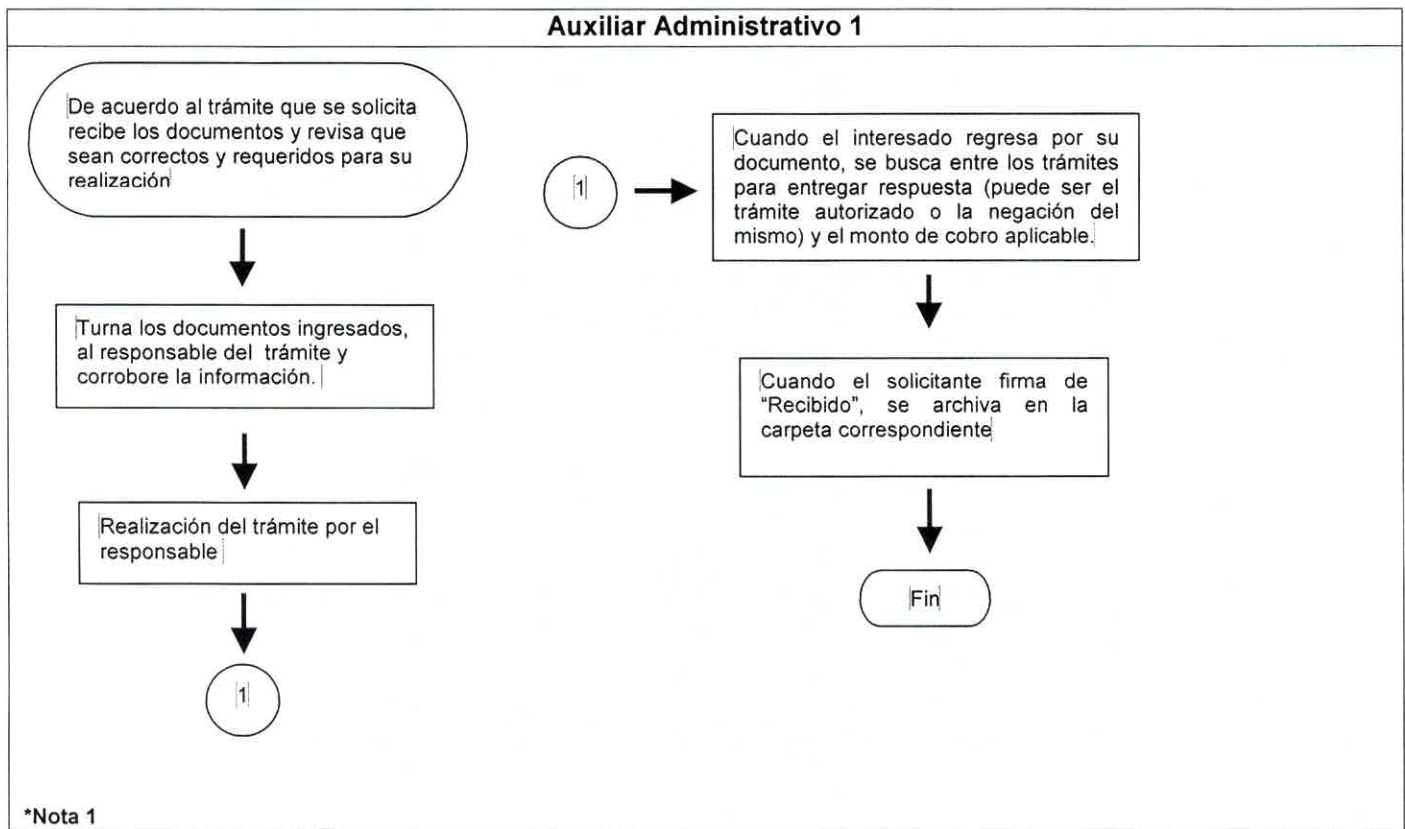 Auxiliar Administrativo 1
De acuerdo al trámite que se solicita
recibe los documentos y revisa que
sean correctos y requeridos para su
realización
Turna los documentos ingresados,
al responsable del trámite y
corrobore la información.
Realización del trámite por el
responsable
1
1
Cuando el interesado regresa por su
documento, se busca entre los trámites
para entregar respuesta (puede ser el
trámite autorizado o la negación del
mismo) y el monto de cobro aplicable.
Cuando el solicitante firma de
“Recibido”, se archiva en la
carpeta correspondiente
Fin
*Nota 1